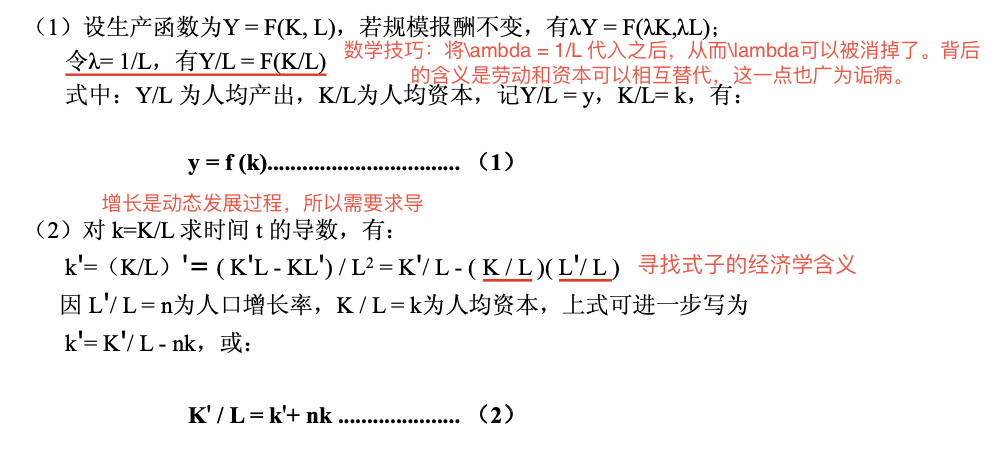 （1）设生产函数为Y = F(K, L)，若规模报酬不变，有λY = F(λK,λL)；
令λ= 1/L，有Y/L = F(K/L)
数学技巧：将\ambda = 1/L 代入之后，从而\lambda可以被消掉了。背后
的含义是劳动和资本可以相互替代，这一点也广为诟病。
式中：Y/L 为人均产出，K/L为人均资本，记Y/L = y，K/L= k，有：
y = f (k)................................. （1）
增长是动态发展过程，所以需要求导
（2）对 k=K/L 求时间 t 的导数，有：
k'=（K/L）'= ( K'L - KL') / L² = K'/ L - ( K / L )( L'/ L )
寻找式子的经济学含义
因 L'/ L = n为人口增长率，K / L = k为人均资本，上式可进一步写为
k'= K'/ L - nk，或：
K' / L = k'+ nk ..................... （2）